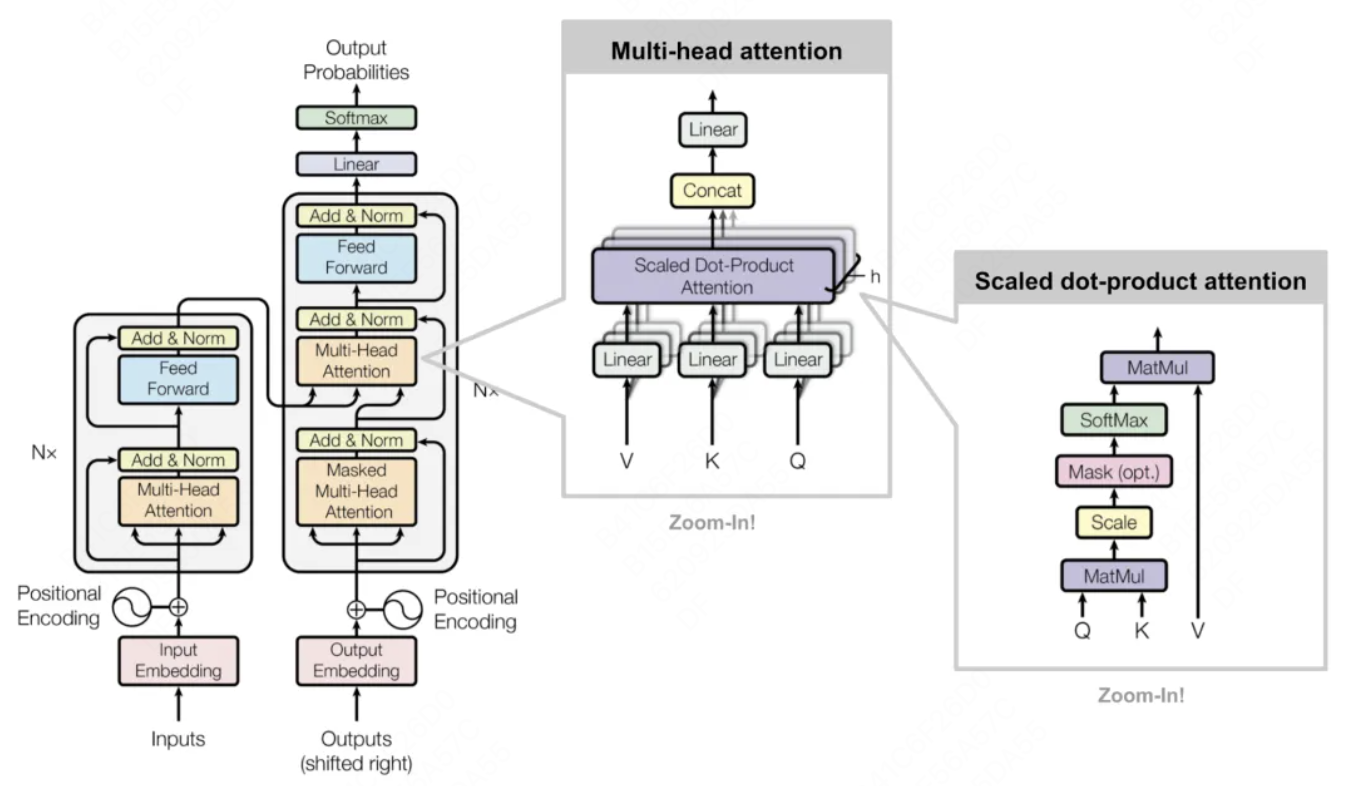 Output
Probabilities
Softmax
Linear
Add & Norm
Feed
Forward
Add & Norm
Multi-Head
Attention
Nx
Add & Norm
Masked
Multi-Head
Attention
Positional
Encoding
Output
Embedding
Outputs
(shifted right)
Add & Norm
Feed
Forward
Nx
Add & Norm
Multi-Head
Attention
Positional
Encoding
Input
Embedding
Inputs
Multi-head attention
Linear
Concat
Scaled Dot-Product
Attention
h
Linear Linear Linear
V K Q
Zoom-In!
Scaled dot-product attention
MatMul
SoftMax
Mask (opt.)
Scale
MatMul
Q K V
Zoom-In!